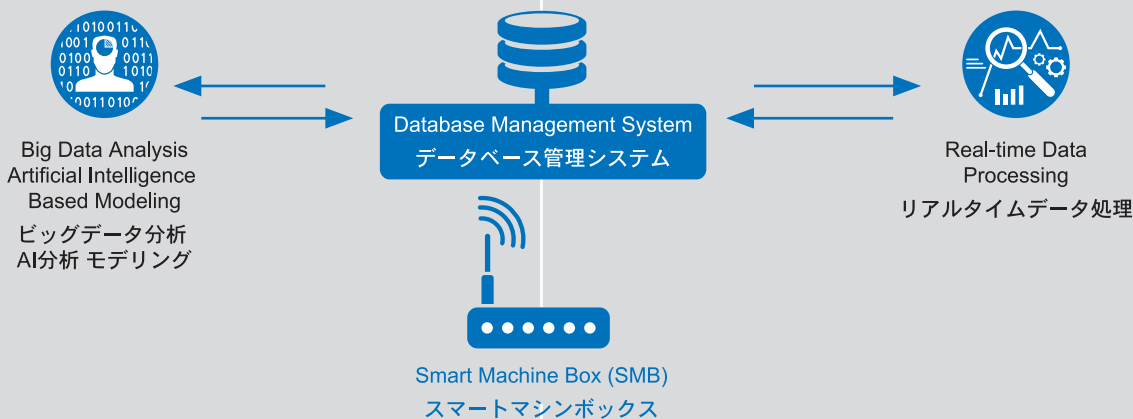 Database Management System
データベース管理システム
Big Data Analysis
Artificial Intelligence
Based Modeling
ビッグデータ分析
AI分析 モデリング
Real-time Data
Processing
リアルタイムデータ処理
Smart Machine Box (SMB)
スマートマシンボックス